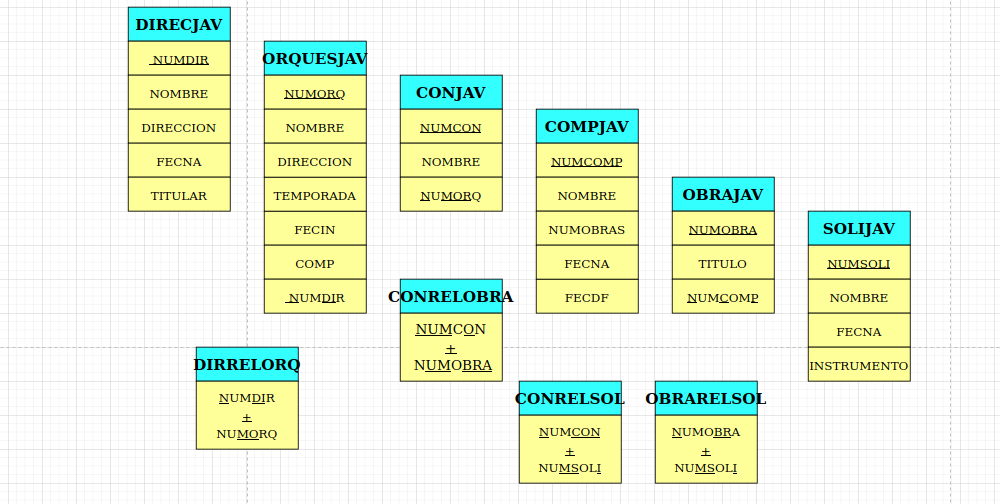 DIRECJAV
NUMDIR
NOMBRE
DIRECCION
FECNA
TITULAR
ORQUESJAV
NUMORQ
NOMBRE
DIRECCION
TEMPORADA
FECIN
COMP
NUMDIR
CONJAV
NUMCON
NOMBRE
NUMORQ
COMPJAV
NUMCOMP
NOMBRE
NUMOBRAS
FECNA
FECDF
OBRAJAV
NUMOBRA
TITULO
NUMCOMP
SOLIJAV
NUMSOLI
NOMBRE
FECNA
INSTRUMENTO
CONRELOBRA
NUMCON
+
NUMOBRA
DIRRELORQ
NUMDIR
+
NUMORQ
CONRELSOL
NUMCON
+
NUMSOLI
OBRARELSOL
NUMOBRA
+
NUMSOLI